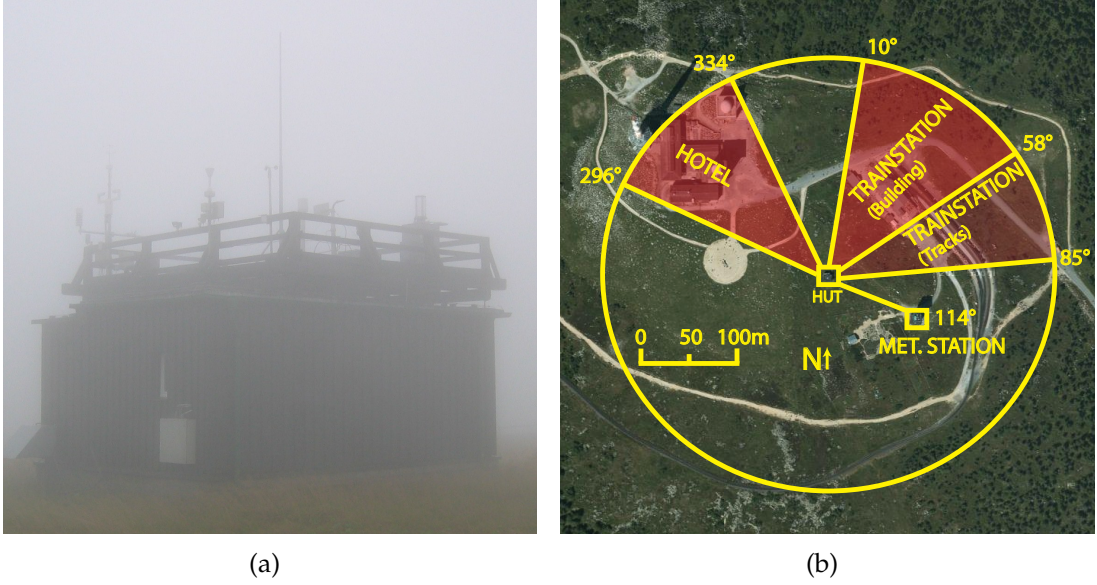 10°
334°
58°
TRAINSTATION
(Building)
HOTEL
296°
TRAINSTATION
(Tracks)
85°
HUT
114°
0 50 100m
N↑
MET. STATION
(a)
(b)